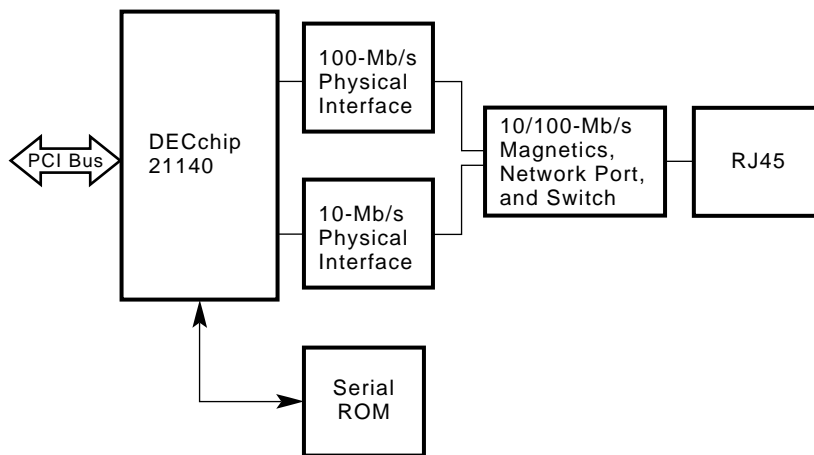 100-Mb/s
Physical
Interface
PCI Bus
DECchip
21140
10/100-Mb/s
Magnetics,
Network Port,
and Switch
RJ45
10-Mb/s
Physical
Interface
Serial
ROM